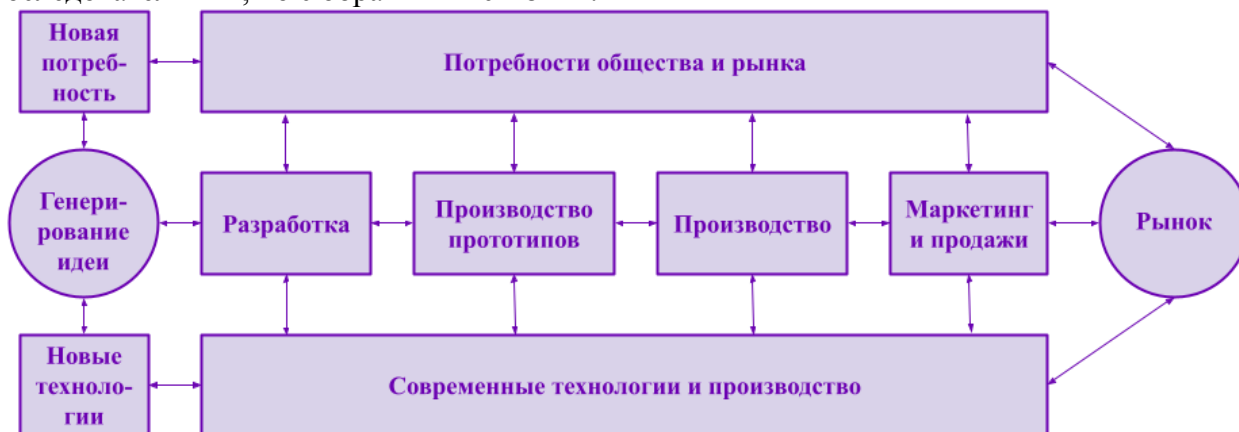 Новая
потреб-
ность
Потребности общества и рынка
Генери-
рование
идеи
Разработка
Производство
прототипов
Производство
Маркетинг
и продажи
Рынок
Новые
техноло-
гии
Современные технологии и производство